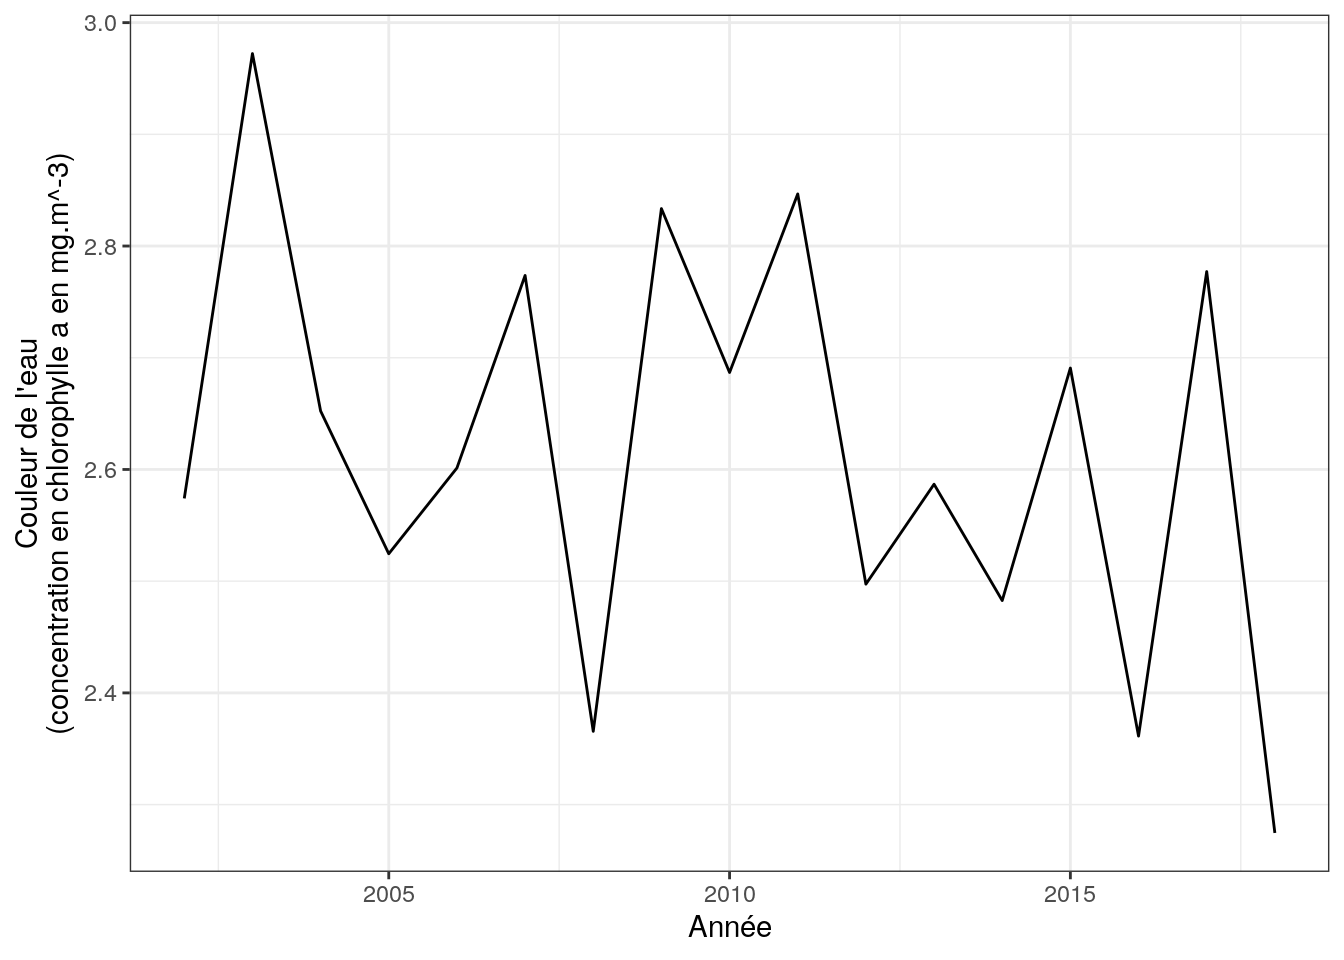 Couleur de l'eau
(concentration en chlorophylle a en mg.m^-3)
3.0
2.8
2.6
2.4
2005
2010
2015
Année